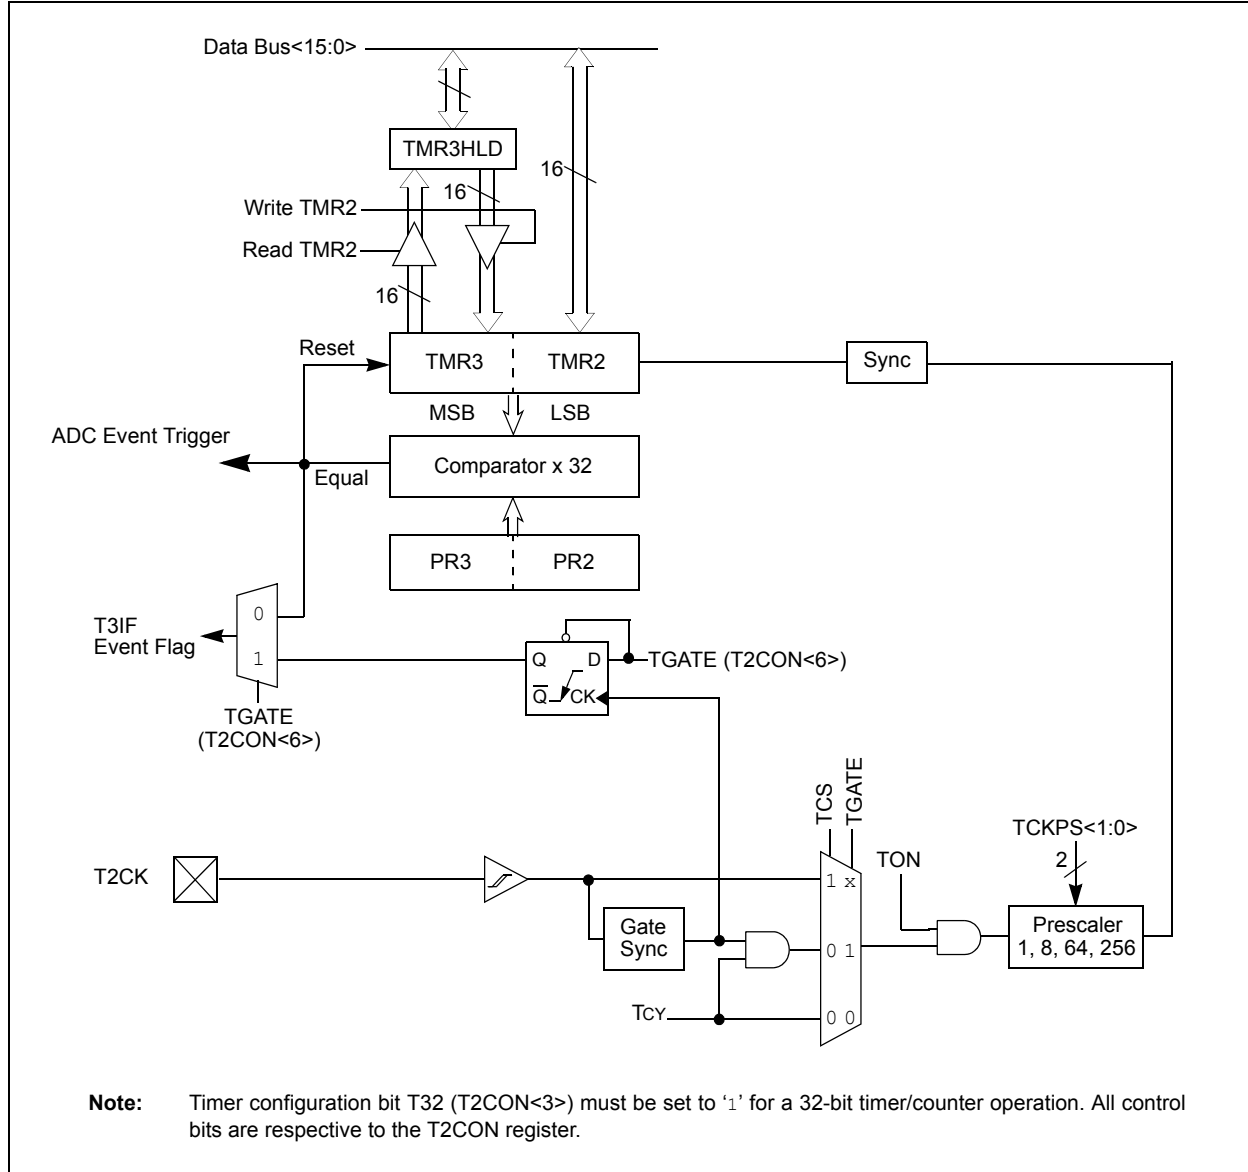 Data Bus<15:0>
TMR3HLD
16
16
Write TMR2
Read TMR2
16
Reset
TMR3
TMR2
Sync
MSB
LSB
ADC Event Trigger
Equal
Comparator x 32
PR3
PR2
0
T3IF
Event Flag
1
Q
D
TGATE (T2CON<6>)
Q
CK
TGATE
(T2CON<6>)
TCS
TGATE
TCKPS<1:0>
2
TON
T2CK
1 x
Gate
Sync
0 1
Prescaler
1, 8, 64, 256
TCY
0 0
Note: Timer configuration bit T32 (T2CON<3>) must be set to ‘1’ for a 32-bit timer/counter operation. All control
bits are respective to the T2CON register.